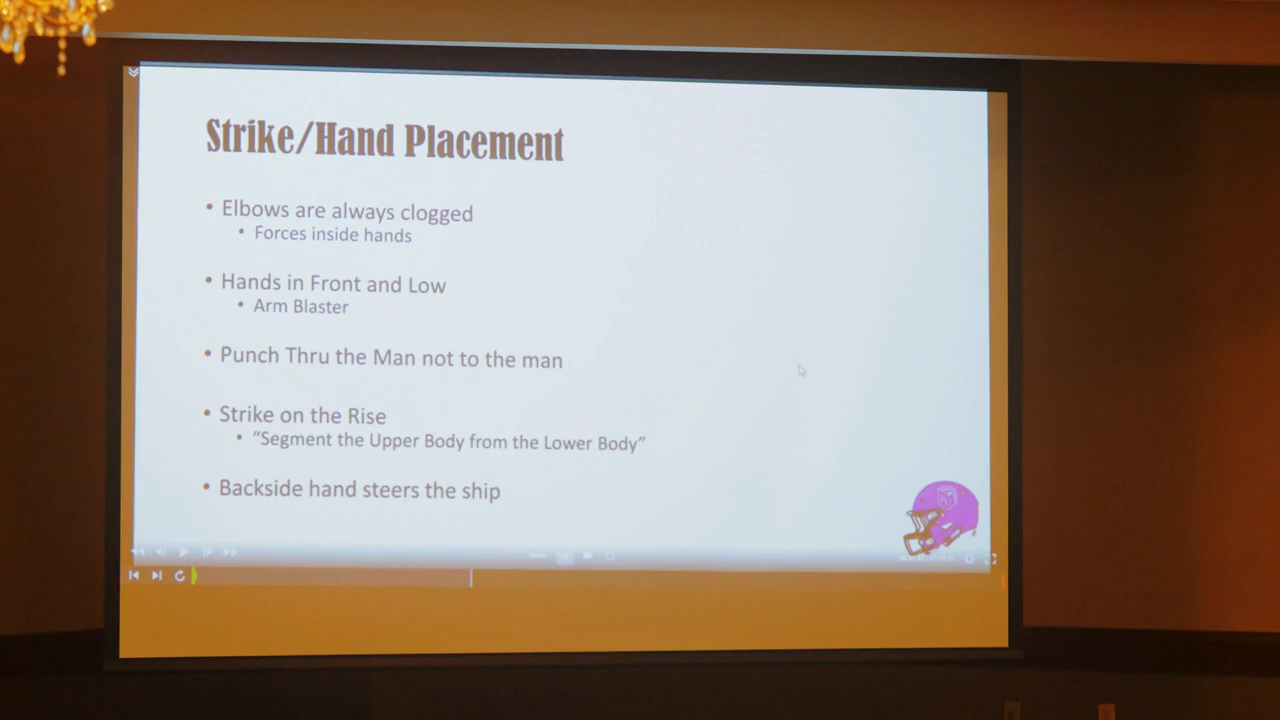 Strike/Hand Placement
• Elbows are always clogged
• Forces inside hands
• Hands in Front and Low
• Arm Blaster
• Punch Thru the Man not to the man
• Strike on the Rise
• “Segment the Upper Body from the Lower Body”
• Backside hand steers the ship